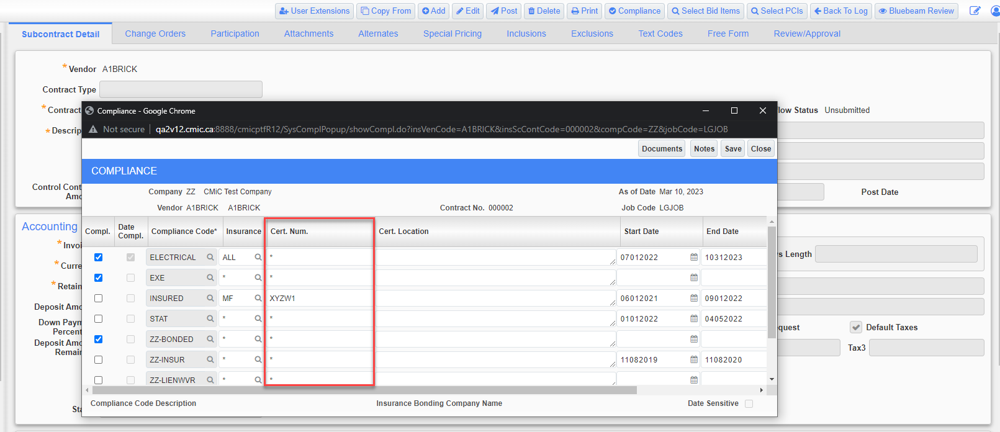 User Extensions Copy From Add Edit Post Delete Print Compliance Select Bid Items Select PCIs Back To Log Bluebeam Review
Subcontract Detail Change Orders Participation Attachments Alternates Special Pricing Inclusions Exclusions Text Codes Free Form Review/Approval
* Vendor A1BRICK
Contract Type
* Contract
low Status Unsubmitted
* Descrip
Control Cont
Amo
Post Date
Compliance - Google Chrome
Not secure qa2v12.cmic.ca:8888/cmicptfR12/SysComplPopup/showCompl.do?insVenCode=A1BRICK&insScContCode=000002&compCode=ZZ&jobCode=LGJOB
Documents Notes Save Close
COMPLIANCE
Company ZZ CMiC Test Company As of Date Mar 10, 2023
Vendor A1BRICK A1BRICK Contract No. 000002 Job Code LGJOB
Compl. Date Compl. Compliance Code* Insurance Cert. Num. Cert. Location Start Date End Date
ELECTRICAL ALL * 07012022 10312023
EXE * *
INSURED MF XYZW1 06012021 09012022
STAT * * 01012022 04052022
ZZ-BONDED * *
ZZ-INSUR * * 11082019 11082020
ZZ-LIENWVR * *
Compliance Code Description Insurance Bonding Company Name Date Sensitive
Accounting
* Invoi
s Length
* Curre
* Retain
Deposit Amo
Down Paym
Percent
quest Default Taxes
Deposit Amo
Remain
Tax3
Sta